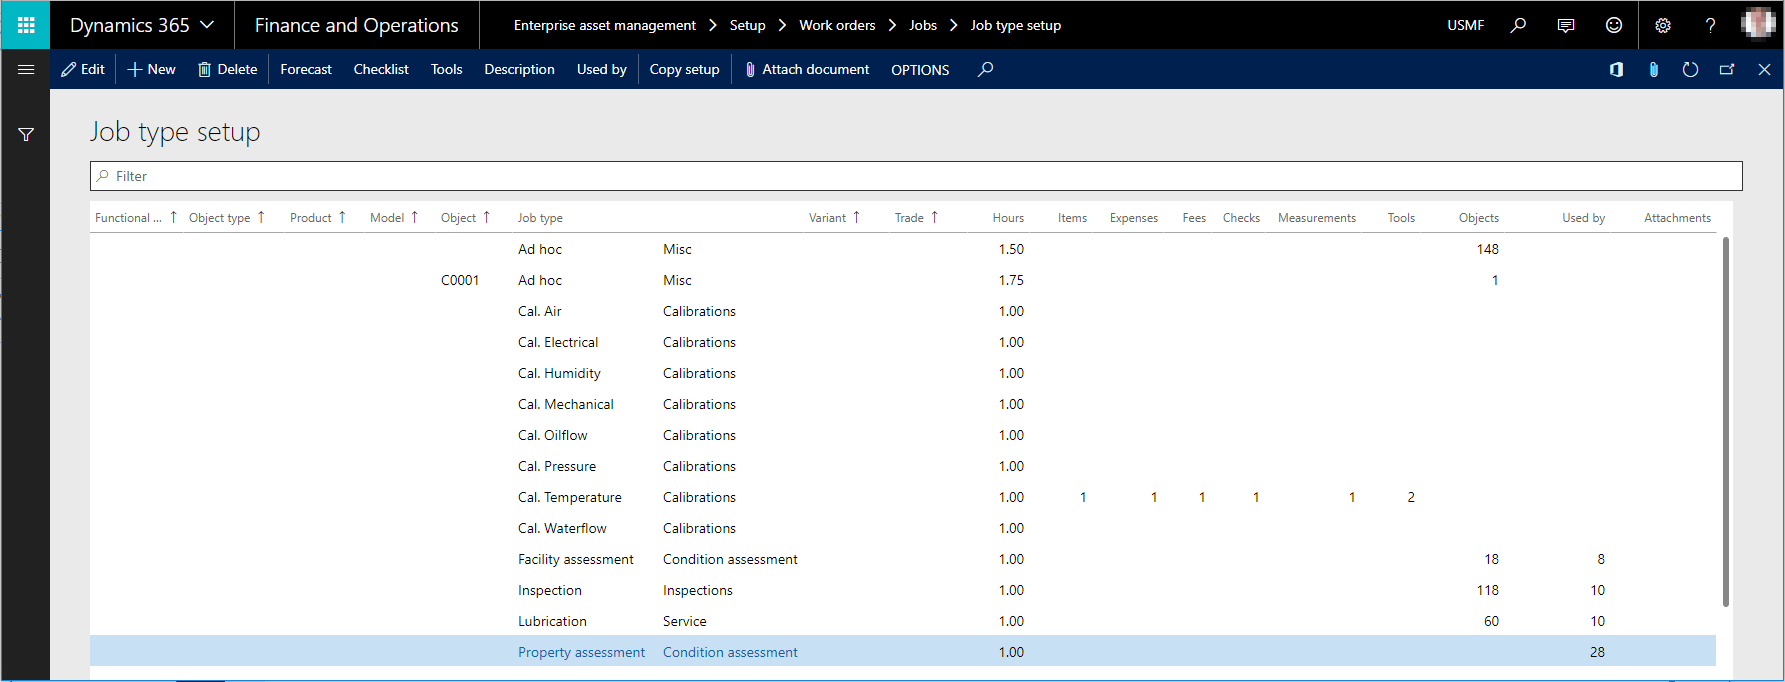 Dynamics 365 Finance and Operations Enterprise asset management Setup Work orders Jobs Job type setup USMF
Edit New Delete Forecast Checklist Tools Description Used by Copy setup Attach document OPTIONS
Job type setup
Filter
Functional ... Object type Product Model Object Job type Variant Trade Hours Items Expenses Fees Checks Measurements Tools Objects Used by Attachments
Ad hoc Misc 1.50 148
C0001 Ad hoc Misc 1.75 1
Cal. Air Calibrations 1.00
Cal. Electrical Calibrations 1.00
Cal. Humidity Calibrations 1.00
Cal. Mechanical Calibrations 1.00
Cal. Oilflow Calibrations 1.00
Cal. Pressure Calibrations 1.00
Cal. Temperature Calibrations 1.00 1 1 1 1 1 2
Cal. Waterflow Calibrations 1.00
Facility assessment Condition assessment 1.00 18 8
Inspection Inspections 1.00 118 10
Lubrication Service 1.00 60 10
Property assessment Condition assessment 1.00 28